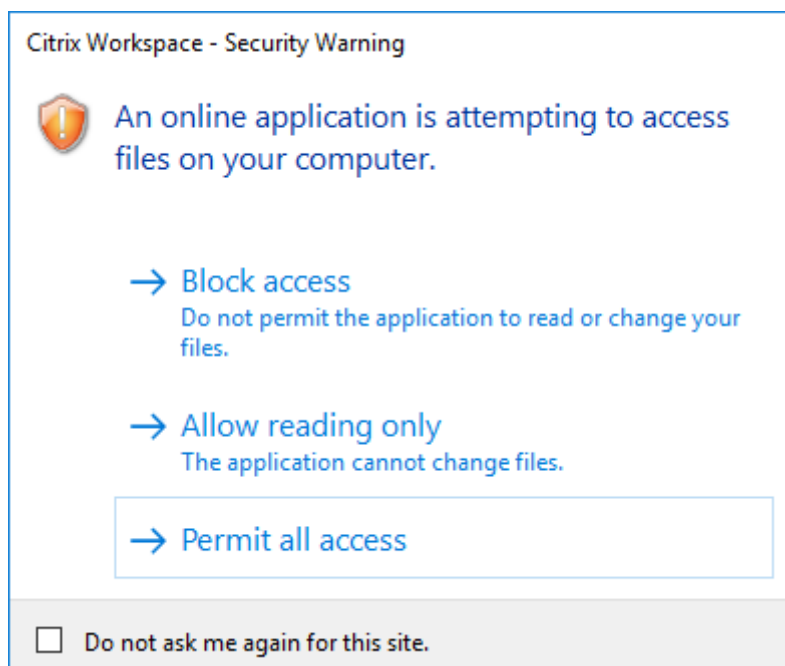 Citrix Workspace - Security Warning
An online application is attempting to access
files on your computer.
Block access
Do not permit the application to read or change your
files.
Allow reading only
The application cannot change files.
Permit all access
Do not ask me again for this site.